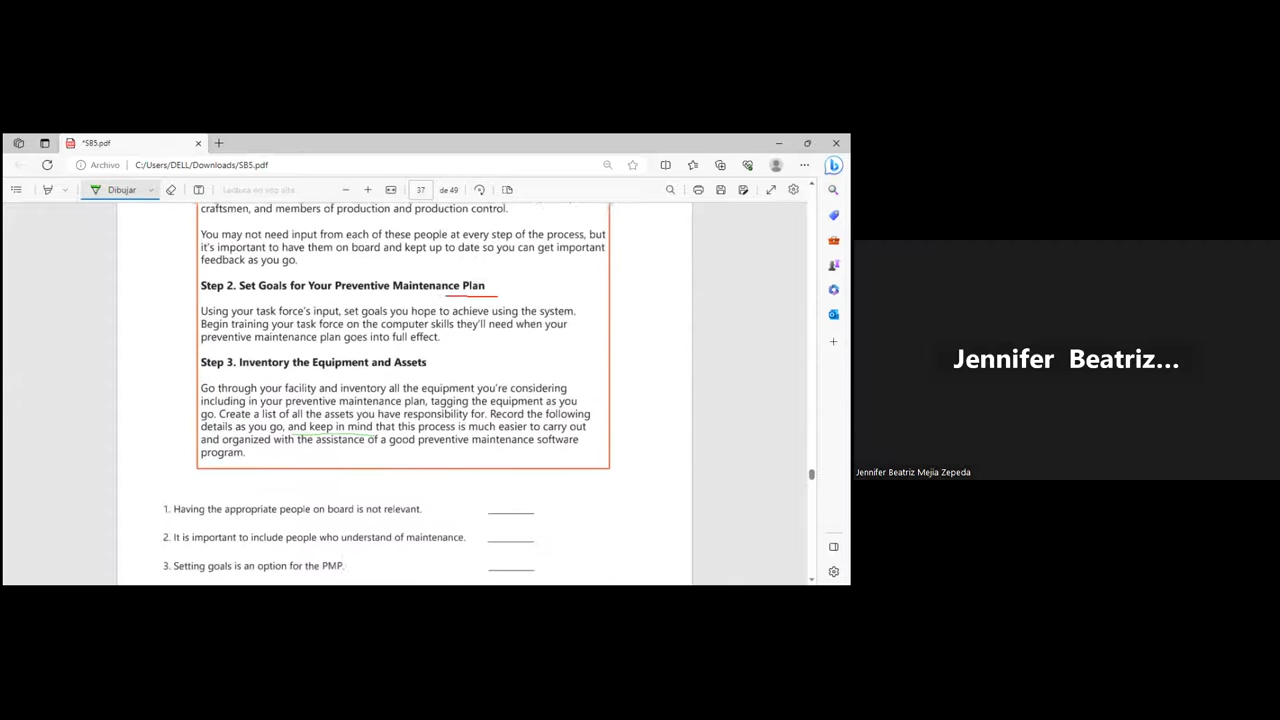 *SB5.pdf
Archivo
C:/Users/DELL/Downloads/SB5.pdf
Dibujar
Lectura en voz alta
37
de 49
craftsmen, and members of production and production control.
You may not need input from each of these people at every step of the process, but
it's important to have them on board and kept up to date so you can get important
feedback as you go.
Step 2. Set Goals for Your Preventive Maintenance Plan
Using your task force's input, set goals you hope to achieve using the system.
Begin training your task force on the computer skills they'll need when your
preventive maintenance plan goes into full effect.
Step 3. Inventory the Equipment and Assets
Go through your facility and inventory all the equipment you're considering
including in your preventive maintenance plan, tagging the equipment as you
go. Create a list of all the assets you have responsibility for. Record the following
details as you go, and keep in mind that this process is much easier to carry out
and organized with the assistance of a good preventive maintenance software
program.
1. Having the appropriate people on board is not relevant.
2. It is important to include people who understand of maintenance.
3. Setting goals is an option for the PMP.
Jennifer Beatriz...
Jennifer Beatriz Mejia Zepeda